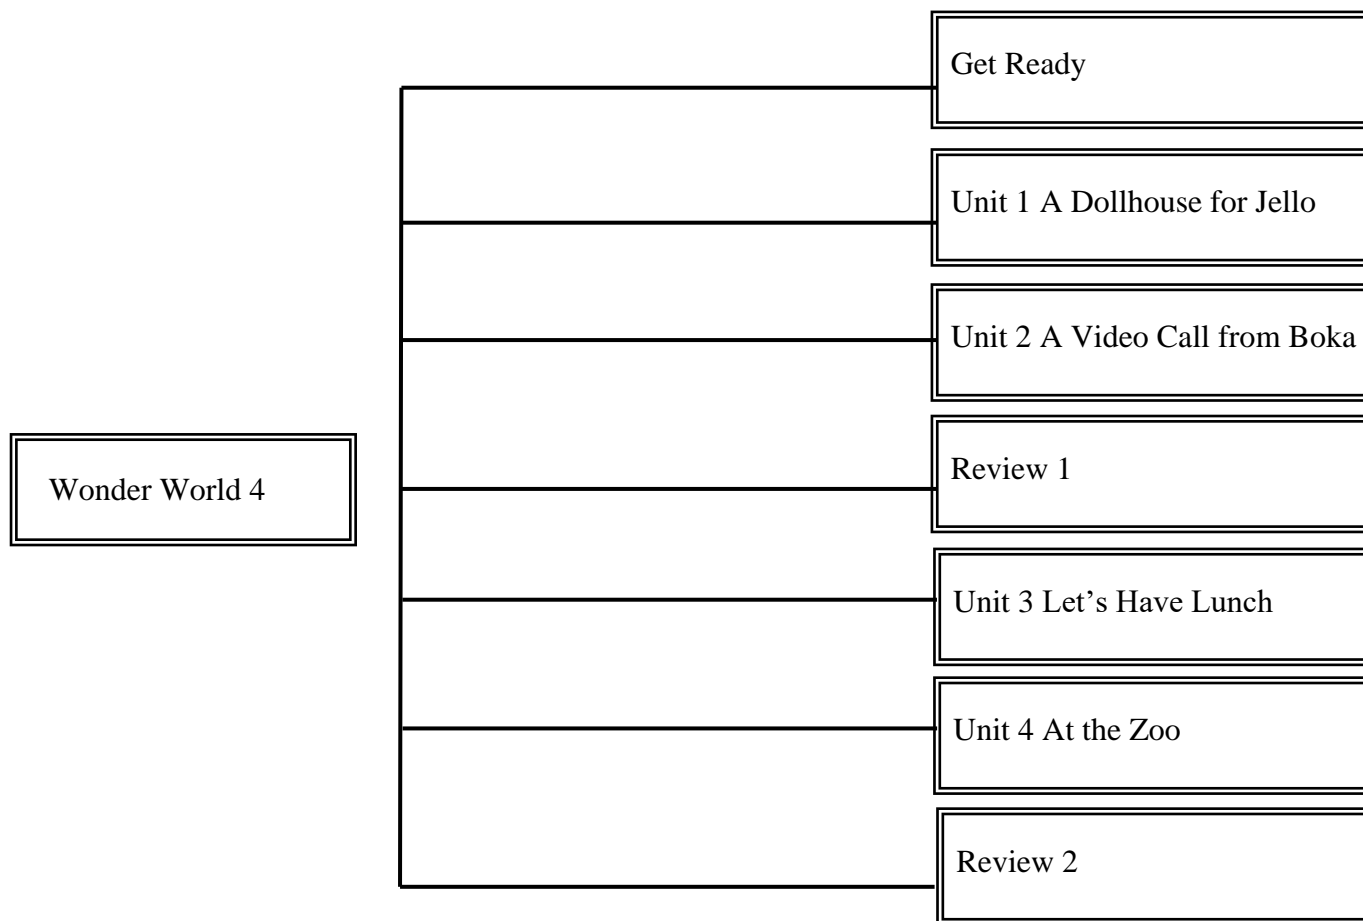 Get Ready
Unit 1 A Dollhouse for Jello
Unit 2 A Video Call from Boka
Review 1
Wonder World 4
Unit 3 Let’s Have Lunch
Unit 4 At the Zoo
Review 2